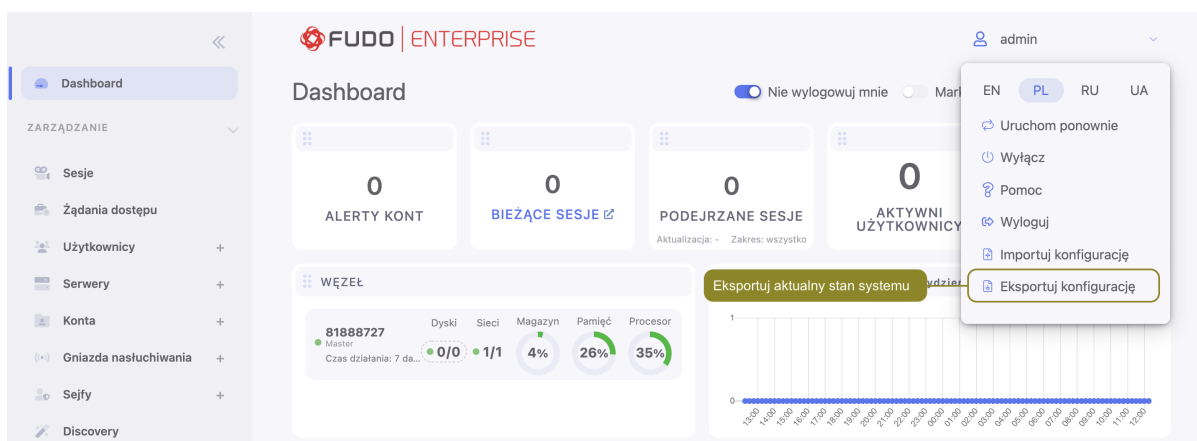 FUDO ENTERPRISE
admin
Dashboard
ZARZĄDZANIE
Sesje
Żądania dostępu
Użytkownicy
Serwery
Konta
Gniazda nasłuchiwania
Sejfy
Discovery
Dashboard
Nie wylogowuj mnie
EN PL RU UA
Uruchom ponownie
Wyłącz
Pomoc
Wyloguj
Importuj konfigurację
Eksportuj konfigurację
0
ALERTY KONT
0
BIEŻĄCE SESJE
0
PODEJRZANE SESJE
Aktualizacja: - Zakres: wszystko
0
AKTYWNI
UŻYTKOWNICY
WĘZEŁ
Eksportuj aktualny stan systemu
81888727
Master
Czas działania: 7 da...
Dyski Sieci Magazyn Pamięć Procesor
0/0 1/1 4% 26% 35%
1
0
13:00 14:00 15:00 16:00 17:00 18:00 19:00 20:00 21:00 22:00 23:00 00:00 01:00 02:00 03:00 04:00 05:00 06:00 07:00 08:00 09:00 10:00 11:00 12:00